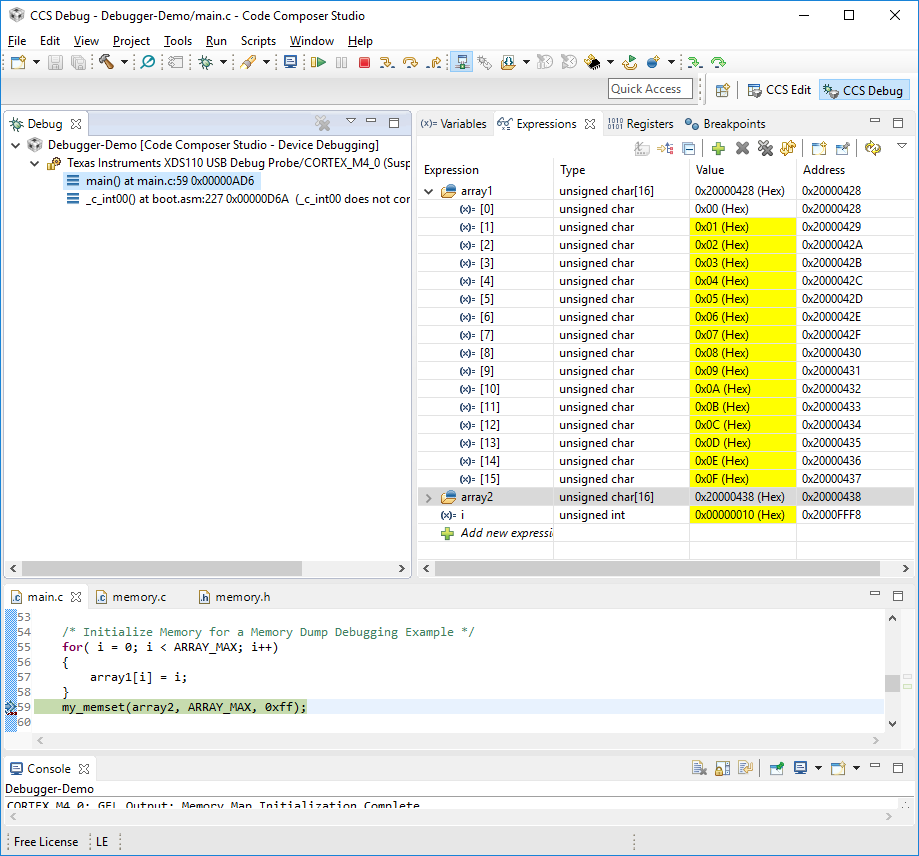 CCS Debug - Debugger-Demo/main.c - Code Composer Studio
File Edit View Project Tools Run Scripts Window Help
Quick Access
CCS Edit
CCS Debug
Debug
Debugger-Demo [Code Composer Studio - Device Debugging]
Texas Instruments XDS110 USB Debug Probe/CORTEX_M4_0 (Susp
main() at main.c:59 0x00000AD6
_c_int00() at boot.asm:227 0x00000D6A (_c_int00 does not cor
(x)= Variables Expressions Registers Breakpoints
Expression Type Value Address
array1 unsigned char[16] 0x20000428 (Hex) 0x20000428
(x)= [0] unsigned char 0x00 (Hex) 0x20000428
(x)= [1] unsigned char 0x01 (Hex) 0x20000429
(x)= [2] unsigned char 0x02 (Hex) 0x2000042A
(x)= [3] unsigned char 0x03 (Hex) 0x2000042B
(x)= [4] unsigned char 0x04 (Hex) 0x2000042C
(x)= [5] unsigned char 0x05 (Hex) 0x2000042D
(x)= [6] unsigned char 0x06 (Hex) 0x2000042E
(x)= [7] unsigned char 0x07 (Hex) 0x2000042F
(x)= [8] unsigned char 0x08 (Hex) 0x20000430
(x)= [9] unsigned char 0x09 (Hex) 0x20000431
(x)= [10] unsigned char 0x0A (Hex) 0x20000432
(x)= [11] unsigned char 0x0B (Hex) 0x20000433
(x)= [12] unsigned char 0x0C (Hex) 0x20000434
(x)= [13] unsigned char 0x0D (Hex) 0x20000435
(x)= [14] unsigned char 0x0E (Hex) 0x20000436
(x)= [15] unsigned char 0x0F (Hex) 0x20000437
array2 unsigned char[16] 0x20000438 (Hex) 0x20000438
(x)= i unsigned int 0x00000010 (Hex) 0x2000FFF8
Add new expressi
main.c memory.c memory.h
53
54 /* Initialize Memory for a Memory Dump Debugging Example */
55 for( i = 0; i < ARRAY_MAX; i++)
56 {
57 array1[i] = i;
58 }
59 my_memset(array2, ARRAY_MAX, 0xff);
60
Console
Debugger-Demo
CORTEX_M4_0: GEL Output: Memory Map Initialization Complete
Free License LE